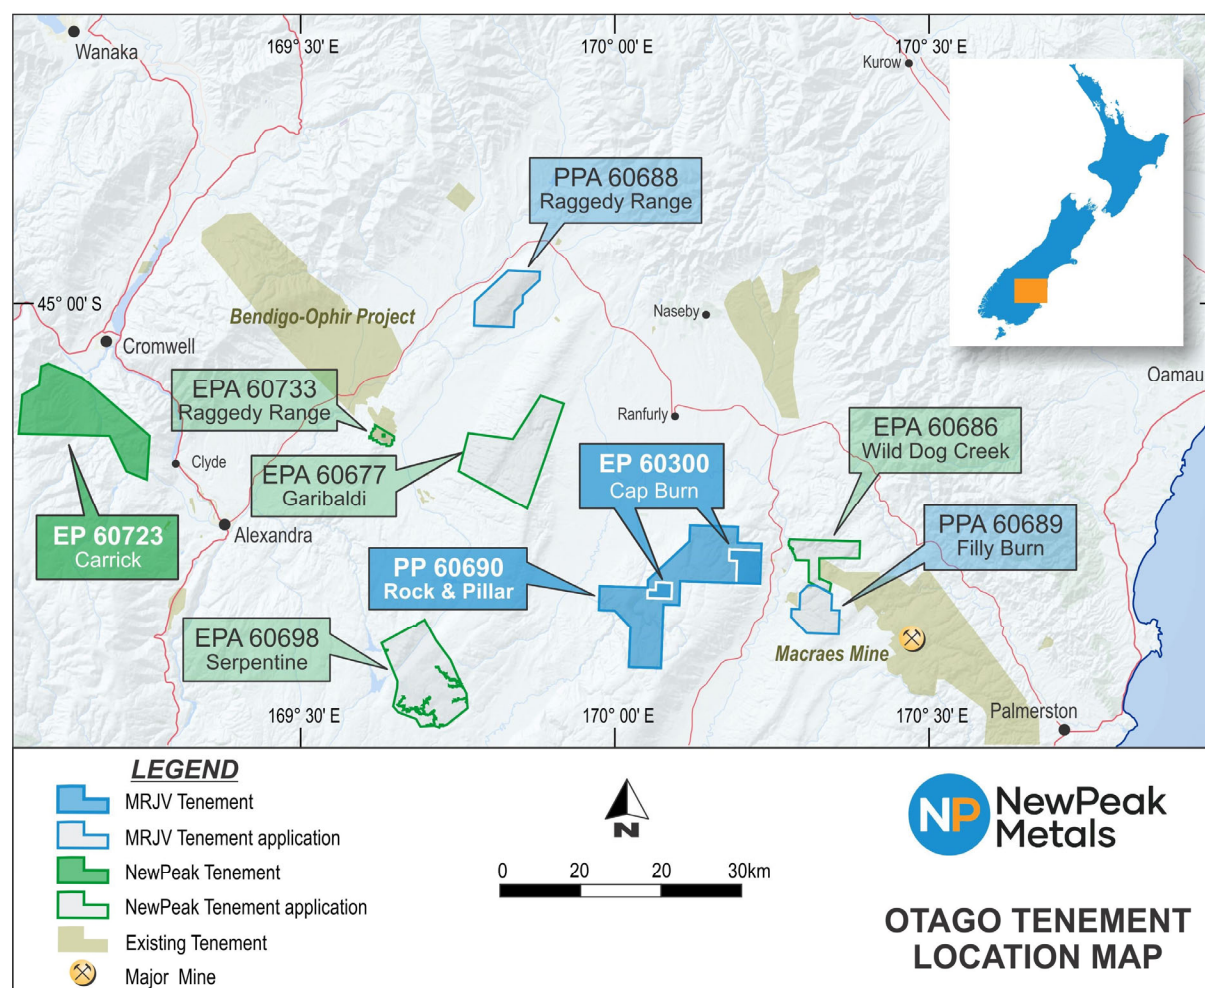 169° 30' E
170° 00' E
170° 30' E
Wanaka
Kurow
PPA 60688
Raggedy Range
45° 00' S
Bendigo-Ophir Project
Naseby
Cromwell
Oamau
EPA 60733
Raggedy Range
Ranfurly
EPA 60686
Wild Dog Creek
Clyde
EPA 60677
Garibaldi
EP 60300
Cap Burn
EP 60723
Carrick
Alexandra
PPA 60689
Filly Burn
PP 60690
Rock & Pillar
EPA 60698
Serpentine
Macraes Mine
169° 30' E
170° 00' E
170° 30' E
Palmerston
LEGEND
MRJV Tenement
MRJV Tenement application
NewPeak Tenement
NewPeak Tenement application
Existing Tenement
Major Mine
N
0 20 20 30km
NP NewPeak
Metals
OTAGO TENEMENT
LOCATION MAP